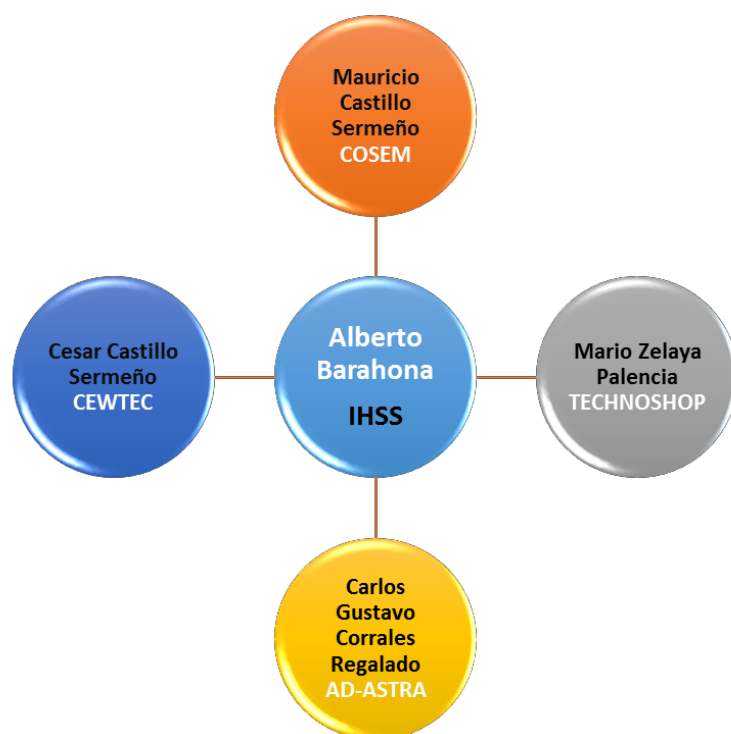 Mauricio
Castillo
Sermeño
COSEM
Cesar Castillo
Sermeño
CEWTEC
Alberto
Barahona
IHSS
Mario Zelaya
Palencia
TECHNOSHOP
Carlos
Gustavo
Corrales
Regalado
AD-ASTRA